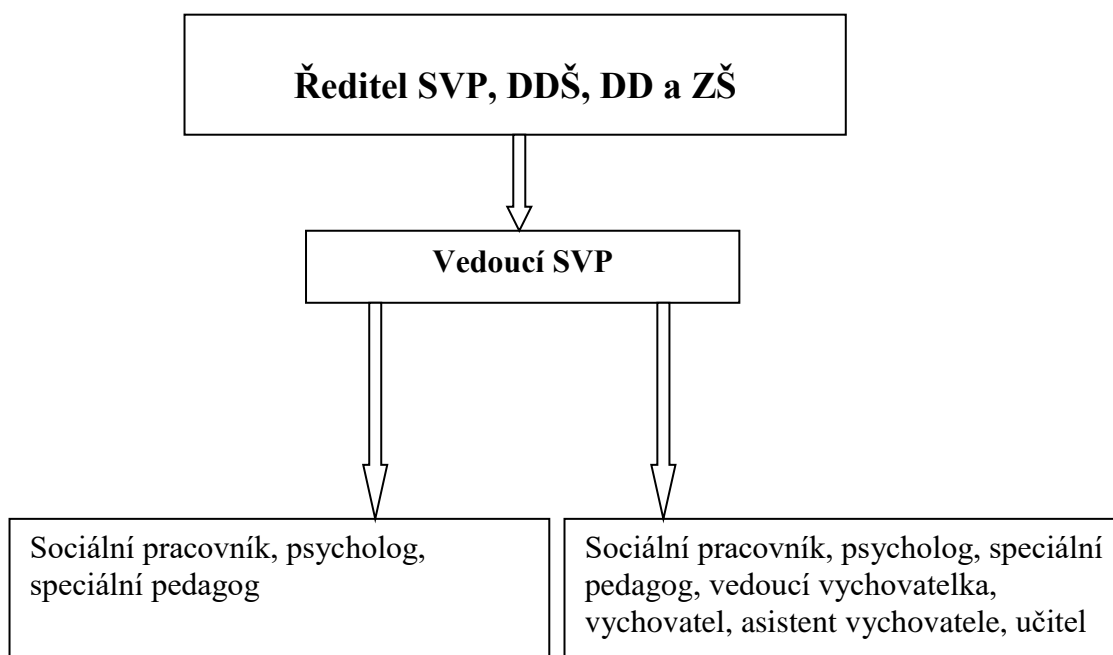 Ředitel SVP, DDŠ, DD a ZŠ
Vedoucí SVP
Sociální pracovník, psycholog,
speciální pedagog
Sociální pracovník, psycholog, speciální
pedagog, vedoucí vychovatelka,
vychovatel, asistent vychovatele, učitel